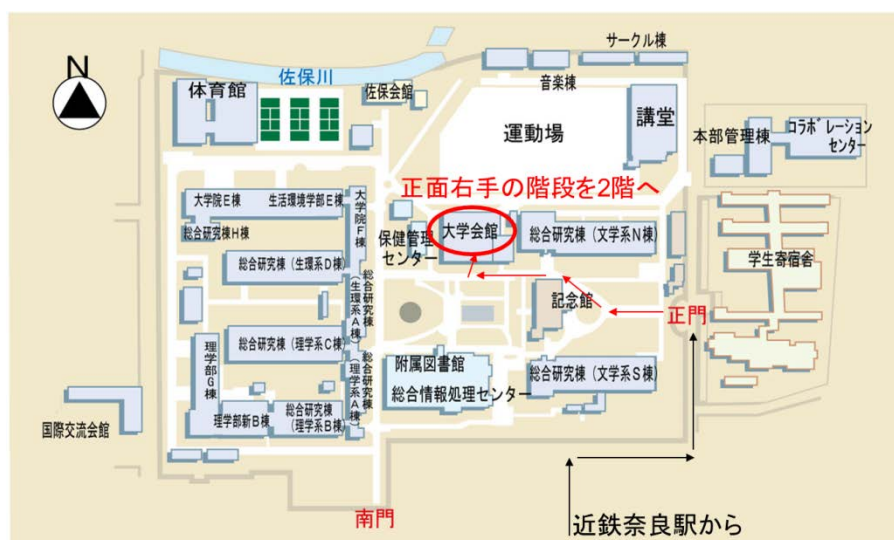 N
サークル棟
佐保川
体育館
佐保会館
音楽棟
講堂
運動場
本部管理棟
コラボレーション
センター
正面右手の階段を2階へ
大学院E棟
生活環境学部E棟
大学院F棟
総合研究棟H棟
保健管理
センター
大学会館
総合研究棟(文学系N棟)
総合研究棟(生環系D棟)
総合研究棟
(生環系A棟)
学生寄宿舎
記念館
正門
総合研究棟(理学系C棟)
理学部G棟
総合研究棟
(理学系A棟)
附属図書館
総合情報処理センター
総合研究棟(文学系S棟)
理学部新B棟
総合研究棟
(理学系B棟)
国際交流会館
南門
近鉄奈良駅から